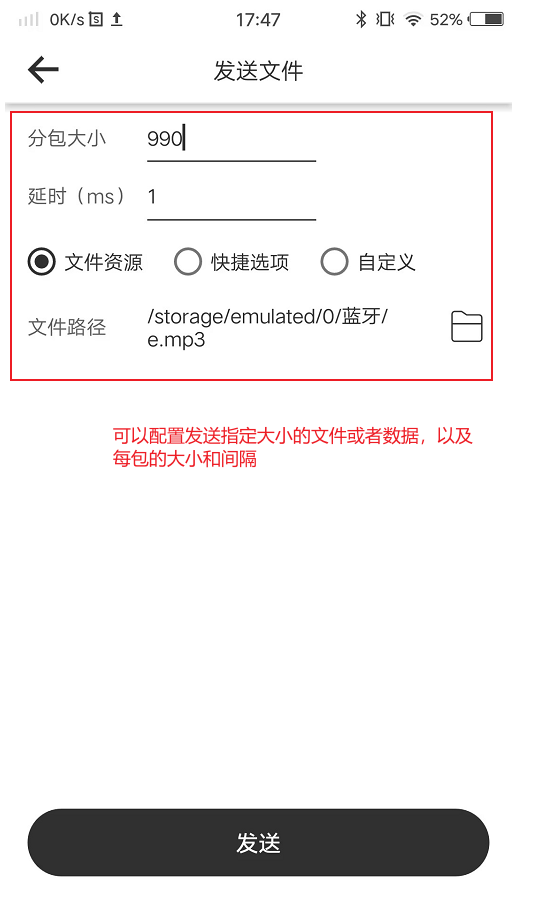 0K/s 17:47 52%
发送文件
分包大小 990
延时（ms） 1
文件资源 快捷选项 自定义
文件路径 /storage/emulated/0/蓝牙/
e.mp3
可以配置发送指定大小的文件或者数据，以及
每包的大小和间隔
发送